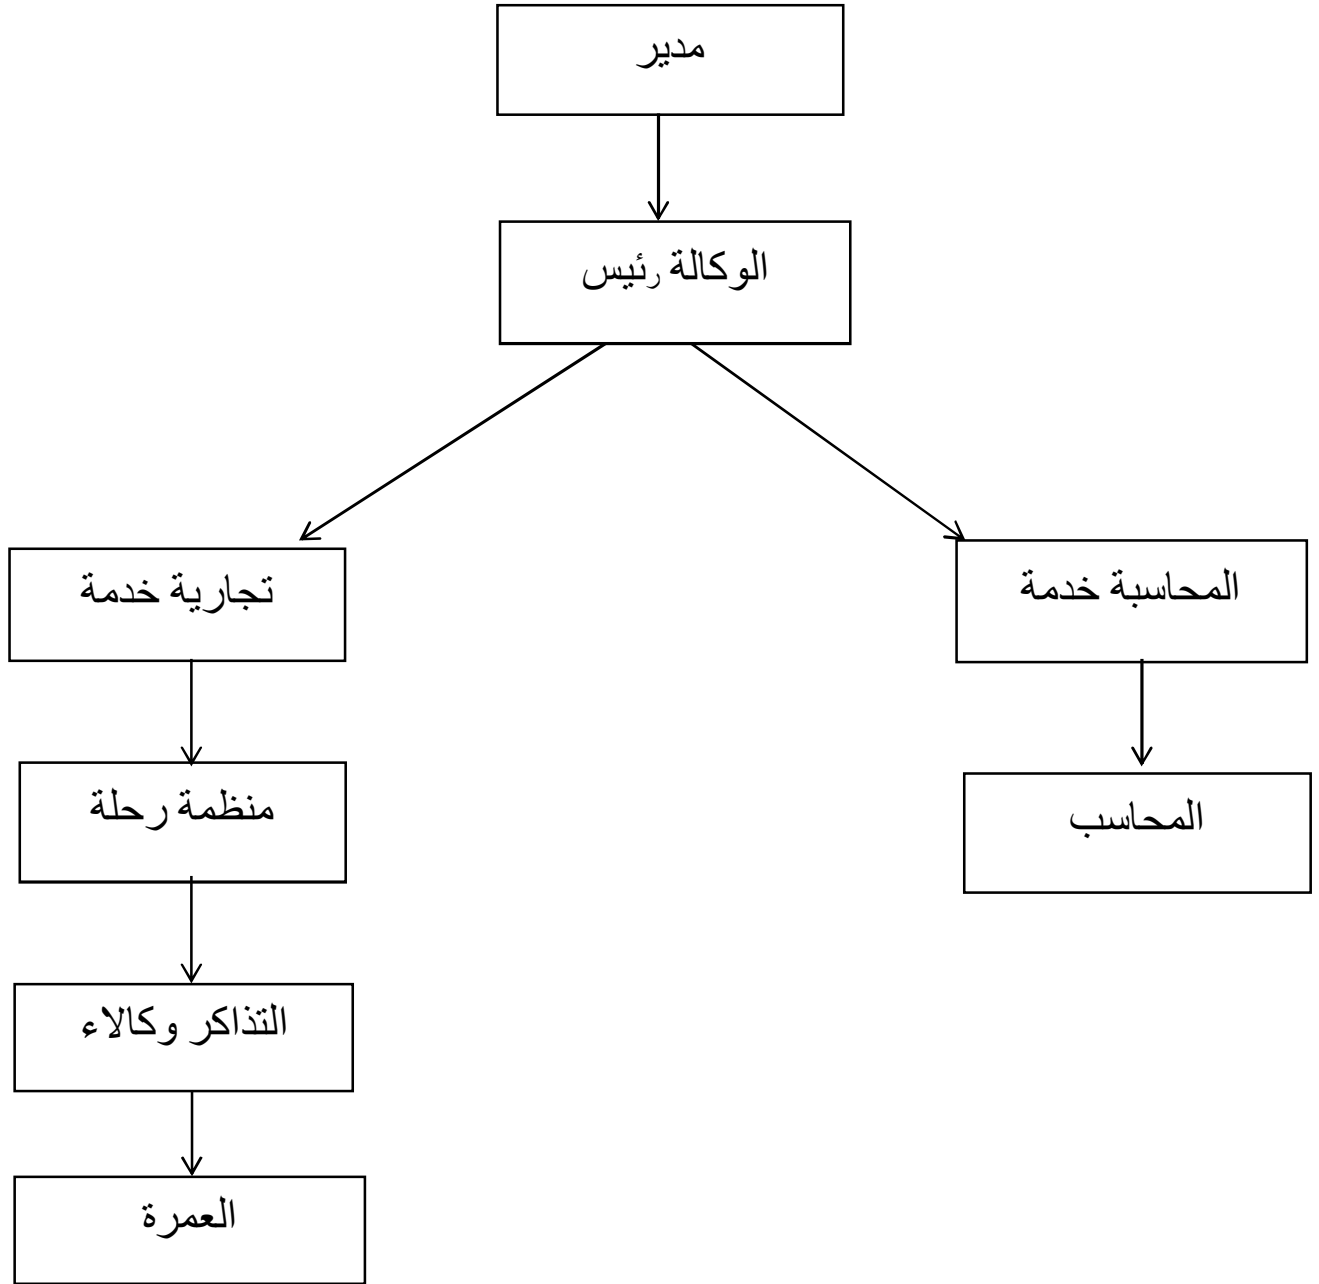 مدير
الوكالة رئيس
تجارية خدمة
المحاسبة خدمة
منظمة رحلة
المحاسب
التذاكر وكالاء
العمرة